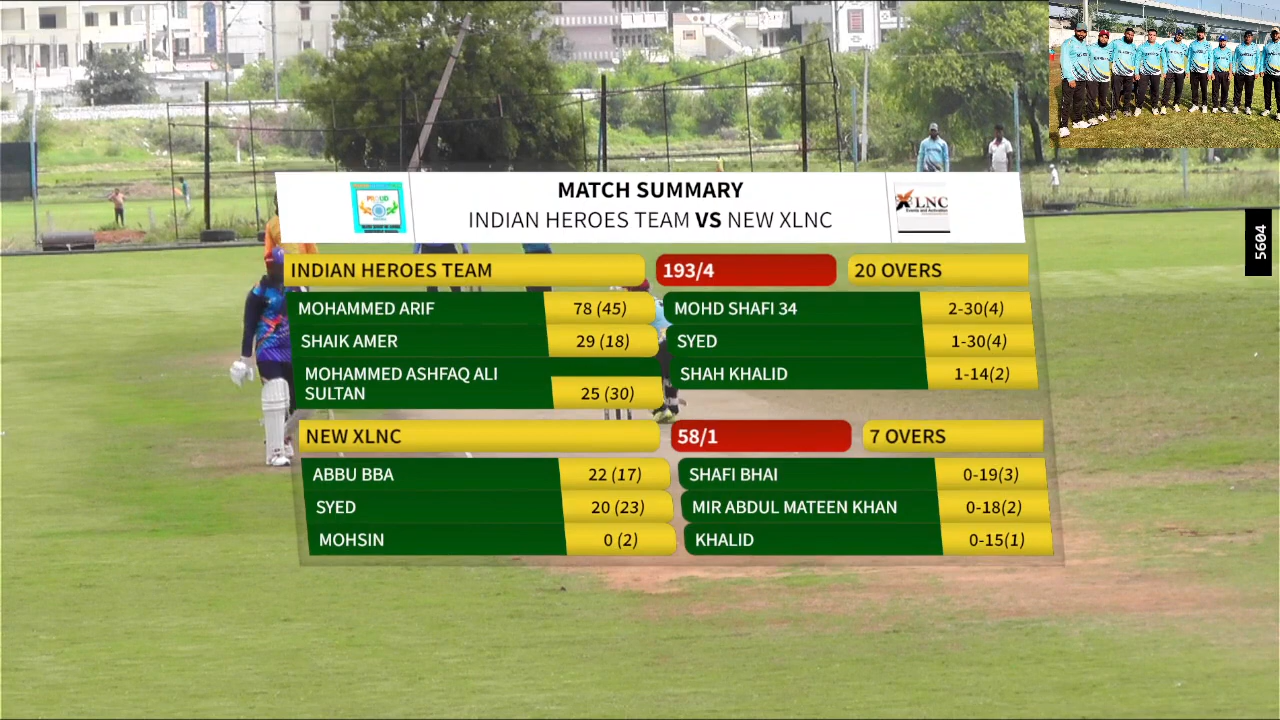 MATCH SUMMARY
INDIAN HEROES TEAM VS NEW XLNC
PROUD
XLNC
INDIAN HEROES TEAM 193/4 20 OVERS
MOHAMMED ARIF 78 (45) MOHD SHAFI 34 2-30(4)
SHAIK AMER 29 (18) SYED 1-30(4)
MOHAMMED ASHFAQ ALI SHAH KHALID 1-14(2)
SULTAN 25 (30)
NEW XLNC 58/1 7 OVERS
ABBU BBA 22 (17) SHAFI BHAI 0-19(3)
SYED 20 (23) MIR ABDUL MATEEN KHAN 0-18(2)
MOHSIN 0 (2) KHALID 0-15(1)
5604